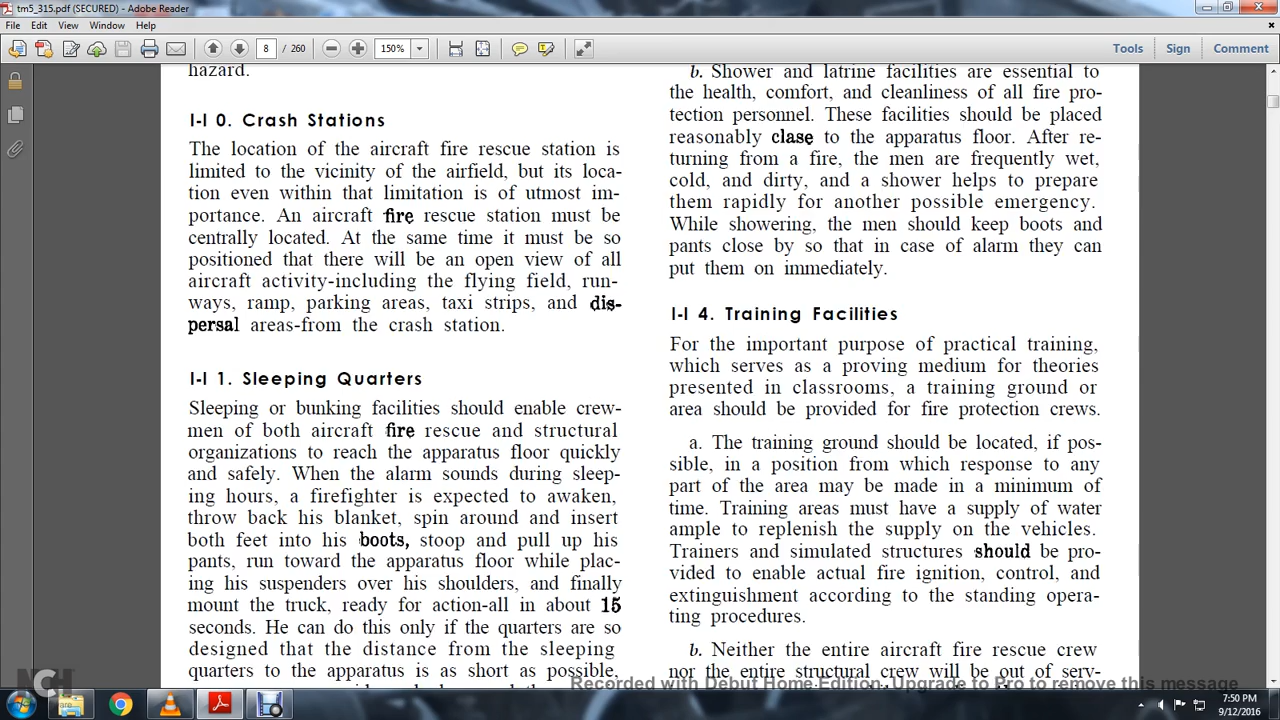 tm5_315.pdf (SECURED) - Adobe Reader
File Edit View Window Help
8 / 260 150% Tools Sign Comment
hazard.
I-I 0. Crash Stations
The location of the aircraft fire rescue station is
limited to the vicinity of the airfield, but its loca-
tion even within that limitation is of utmost im-
portance. An aircraft fire rescue station must be
centrally located. At the same time it must be so
positioned that there will be an open view of all
aircraft activity-including the flying field, run-
ways, ramp, parking areas, taxi strips, and dis-
persal areas-from the crash station.
I-I 1. Sleeping Quarters
Sleeping or bunking facilities should enable crew-
men of both aircraft fire rescue and structural
organizations to reach the apparatus floor quickly
and safely. When the alarm sounds during sleep-
ing hours, a firefighter is expected to awaken,
throw back his blanket, spin around and insert
both feet into his boots, stoop and pull up his
pants, run toward the apparatus floor while plac-
ing his suspenders over his shoulders, and finally
mount the truck, ready for action-all in about 15
seconds. He can do this only if the quarters are so
designed that the distance from the sleeping
quarters to the apparatus is as short as possible.
b. Shower and latrine facilities are essential to
the health, comfort, and cleanliness of all fire pro-
tection personnel. These facilities should be placed
reasonably clase to the apparatus floor. After re-
turning from a fire, the men are frequently wet,
cold, and dirty, and a shower helps to prepare
them rapidly for another possible emergency.
While showering, the men should keep boots and
pants close by so that in case of alarm they can
put them on immediately.
I-I 4. Training Facilities
For the important purpose of practical training,
which serves as a proving medium for theories
presented in classrooms, a training ground or
area should be provided for fire protection crews.
a. The training ground should be located, if pos-
sible, in a position from which response to any
part of the area may be made in a minimum of
time. Training areas must have a supply of water
ample to replenish the supply on the vehicles.
Trainers and simulated structures should be pro-
vided to enable actual fire ignition, control, and
extinguishment according to the standing opera-
ting procedures.
b. Neither the entire aircraft fire rescue crew
nor the entire structural crew will be out of serv-
Recorded with Debut Home Edition. Upgrade to Pro to remove this message
NCH
7:50 PM
9/12/2016